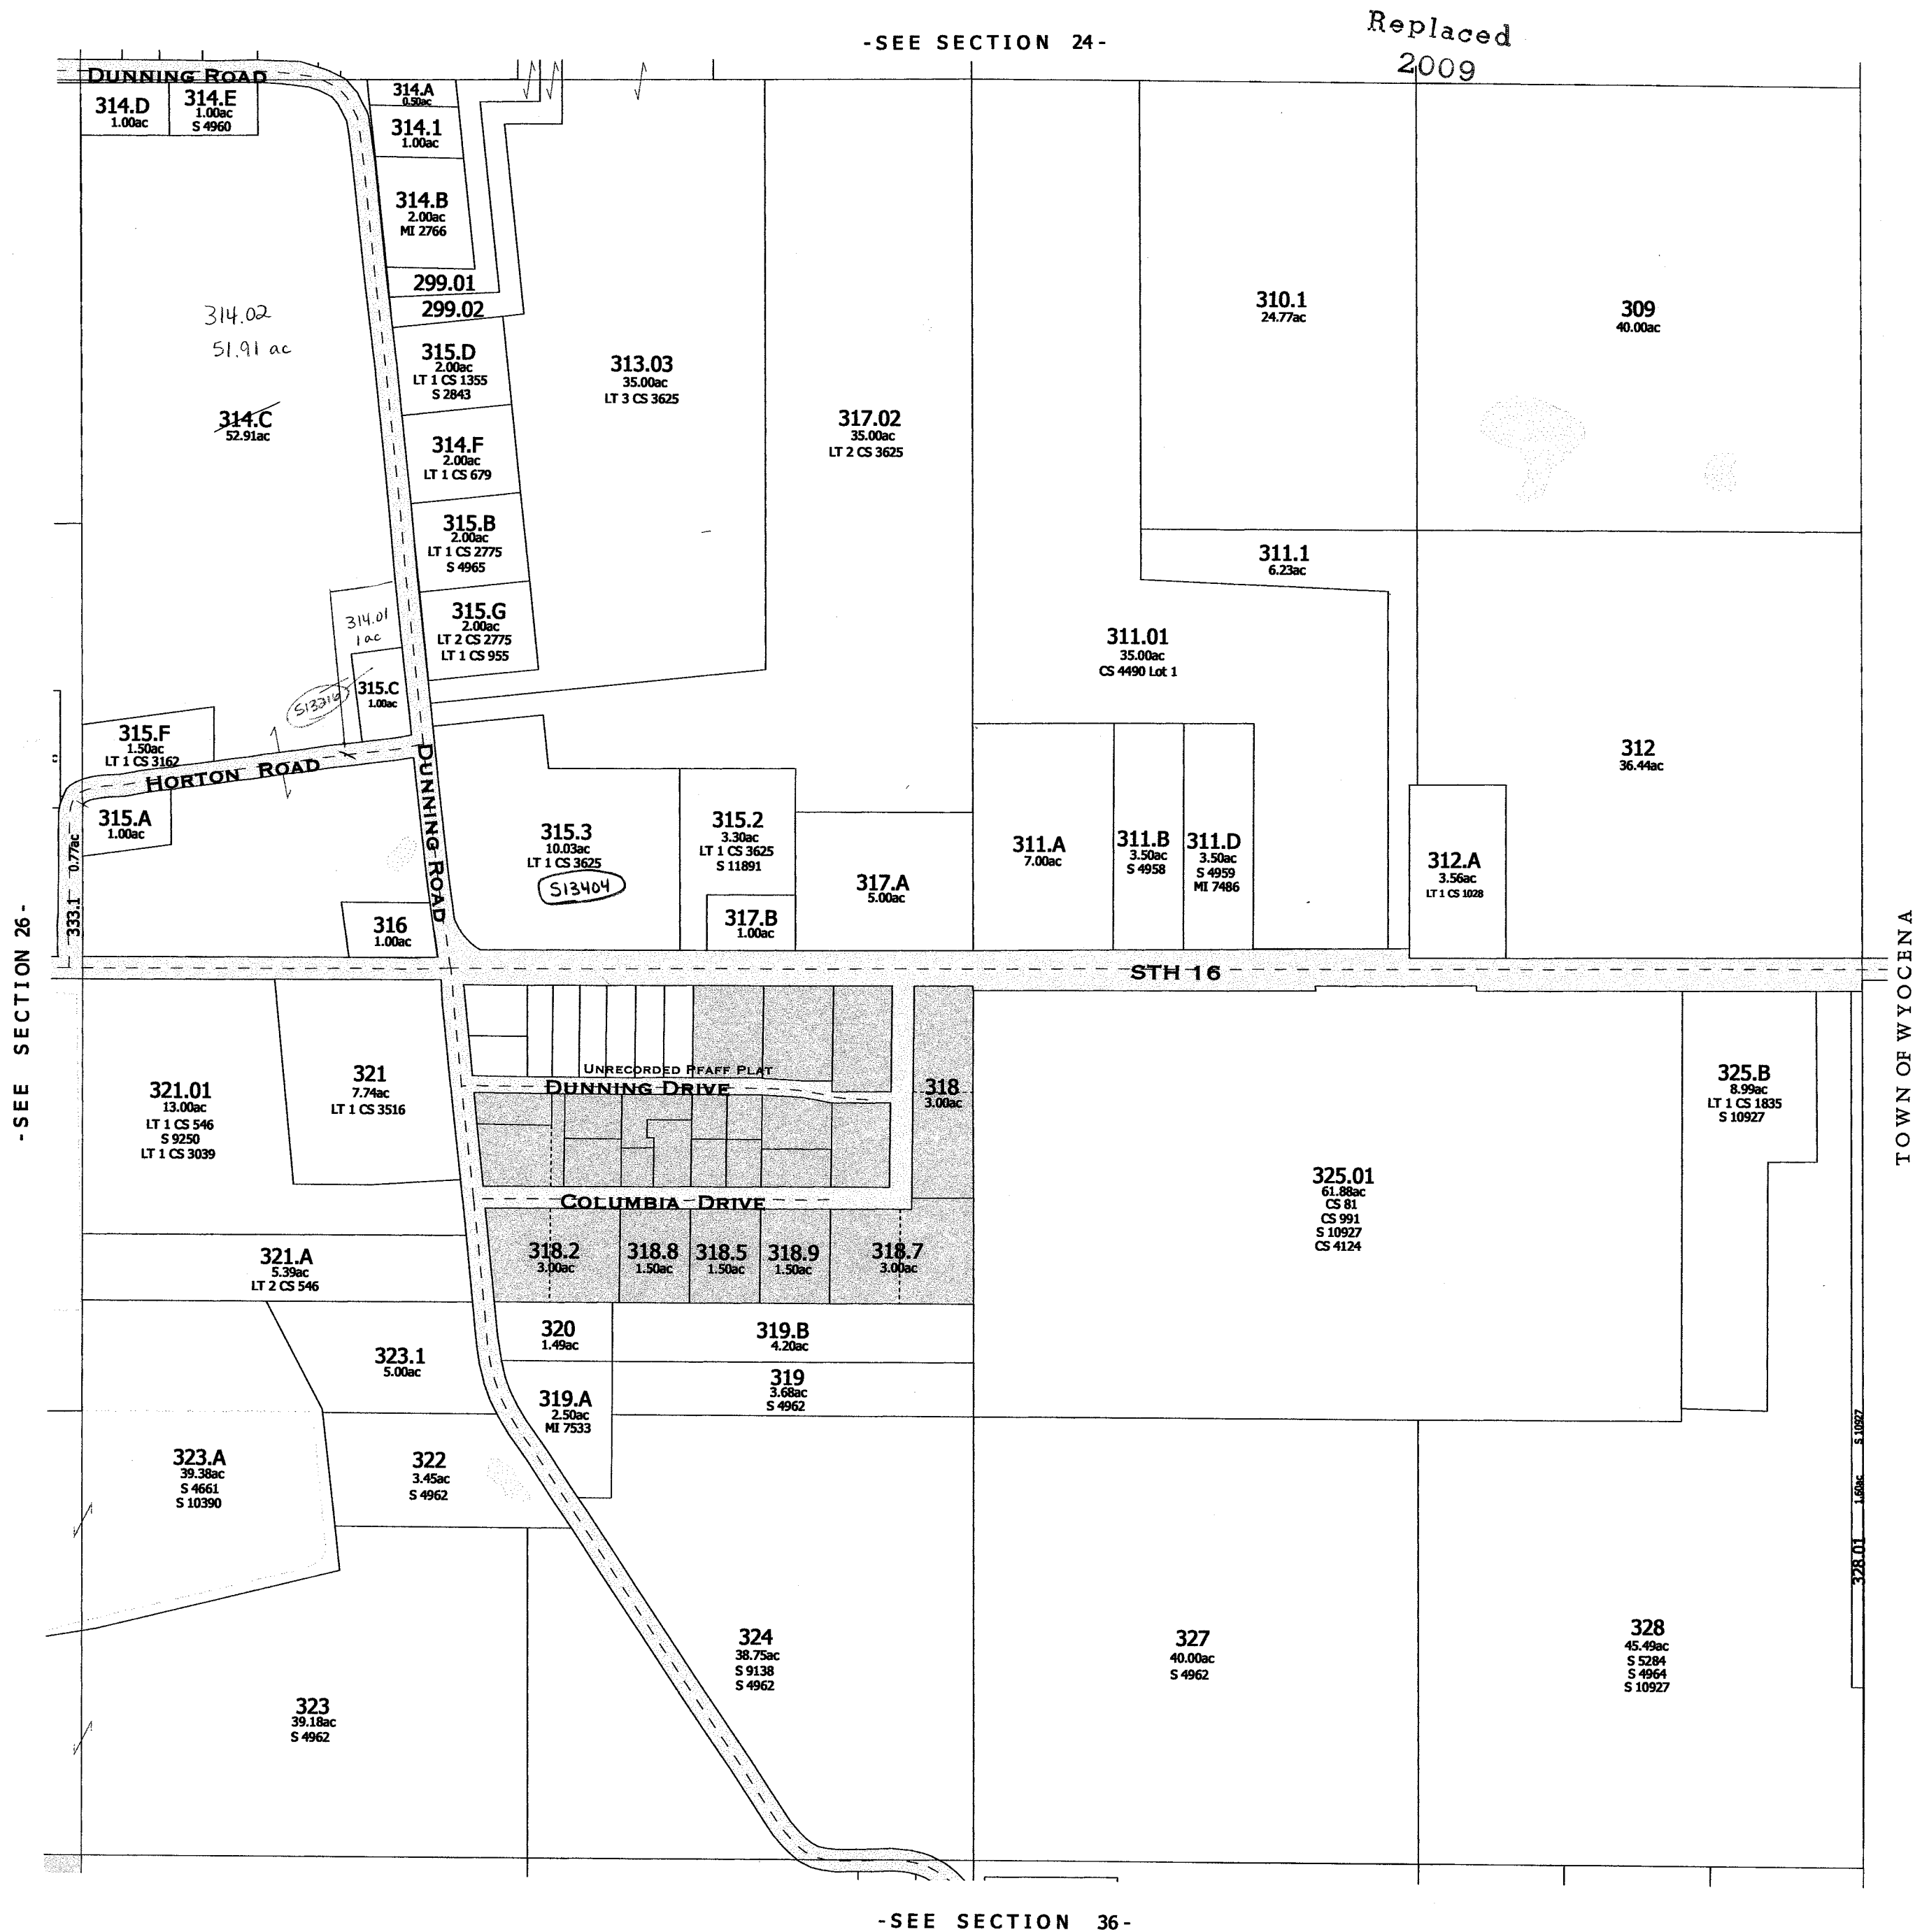 -SEE SECTION 24-
Replaced
2009
DUNNING ROAD
314.D
1.00ac
314.E
1.00ac
S 4960
314.A
0.50ac
314.1
1.00ac
314.B
2.00ac
MI 2766
299.01
299.02
314.02
51.91 ac
314.C
52.91ac
315.D
2.00ac
LT 1 CS 1355
S 2843
314.F
2.00ac
LT 1 CS 679
315.B
2.00ac
LT 1 CS 2775
S 4965
315.G
2.00ac
LT 2 CS 2775
LT 1 CS 955
313.03
35.00ac
LT 3 CS 3625
317.02
35.00ac
LT 2 CS 3625
310.1
24.77ac
309
40.00ac
311.1
6.23ac
311.01
35.00ac
CS 4490 Lot 1
314.01
1 ac
315.C
1.00ac
S13216
315.F
1.50ac
LT 1 CS 3162
HORTON ROAD
315.A
1.00ac
333.1 0.77ac
DUNNING ROAD
316
1.00ac
315.3
10.03ac
LT 1 CS 3625
S13404
315.2
3.30ac
LT 1 CS 3625
S 11891
317.B
1.00ac
317.A
5.00ac
311.A
7.00ac
311.B
3.50ac
S 4958
311.D
3.50ac
S 4959
MI 7486
312
36.44ac
312.A
3.56ac
LT 1 CS 1028
-SEE SECTION 26-
TOWN OF WYOCENA
STH 16
321.01
13.00ac
LT 1 CS 546
S 9250
LT 1 CS 3039
321
7.74ac
LT 1 CS 3516
UNRECORDED PFAFF PLAT
DUNNING DRIVE
318
3.00ac
COLUMBIA DRIVE
318.2
3.00ac
318.8
1.50ac
318.5
1.50ac
318.9
1.50ac
318.7
3.00ac
325.01
61.88ac
CS 81
CS 991
S 10927
CS 4124
325.B
8.99ac
LT 1 CS 1835
S 10927
321.A
5.39ac
LT 2 CS 546
323.1
5.00ac
320
1.49ac
319.B
4.20ac
319
3.68ac
S 4962
319.A
2.50ac
MI 7533
323.A
39.38ac
S 4661
S 10390
322
3.45ac
S 4962
328.01 1.60ac S 10927
324
38.75ac
S 9138
S 4962
327
40.00ac
S 4962
328
45.49ac
S 5284
S 4964
S 10927
323
39.18ac
S 4962
-SEE SECTION 36-